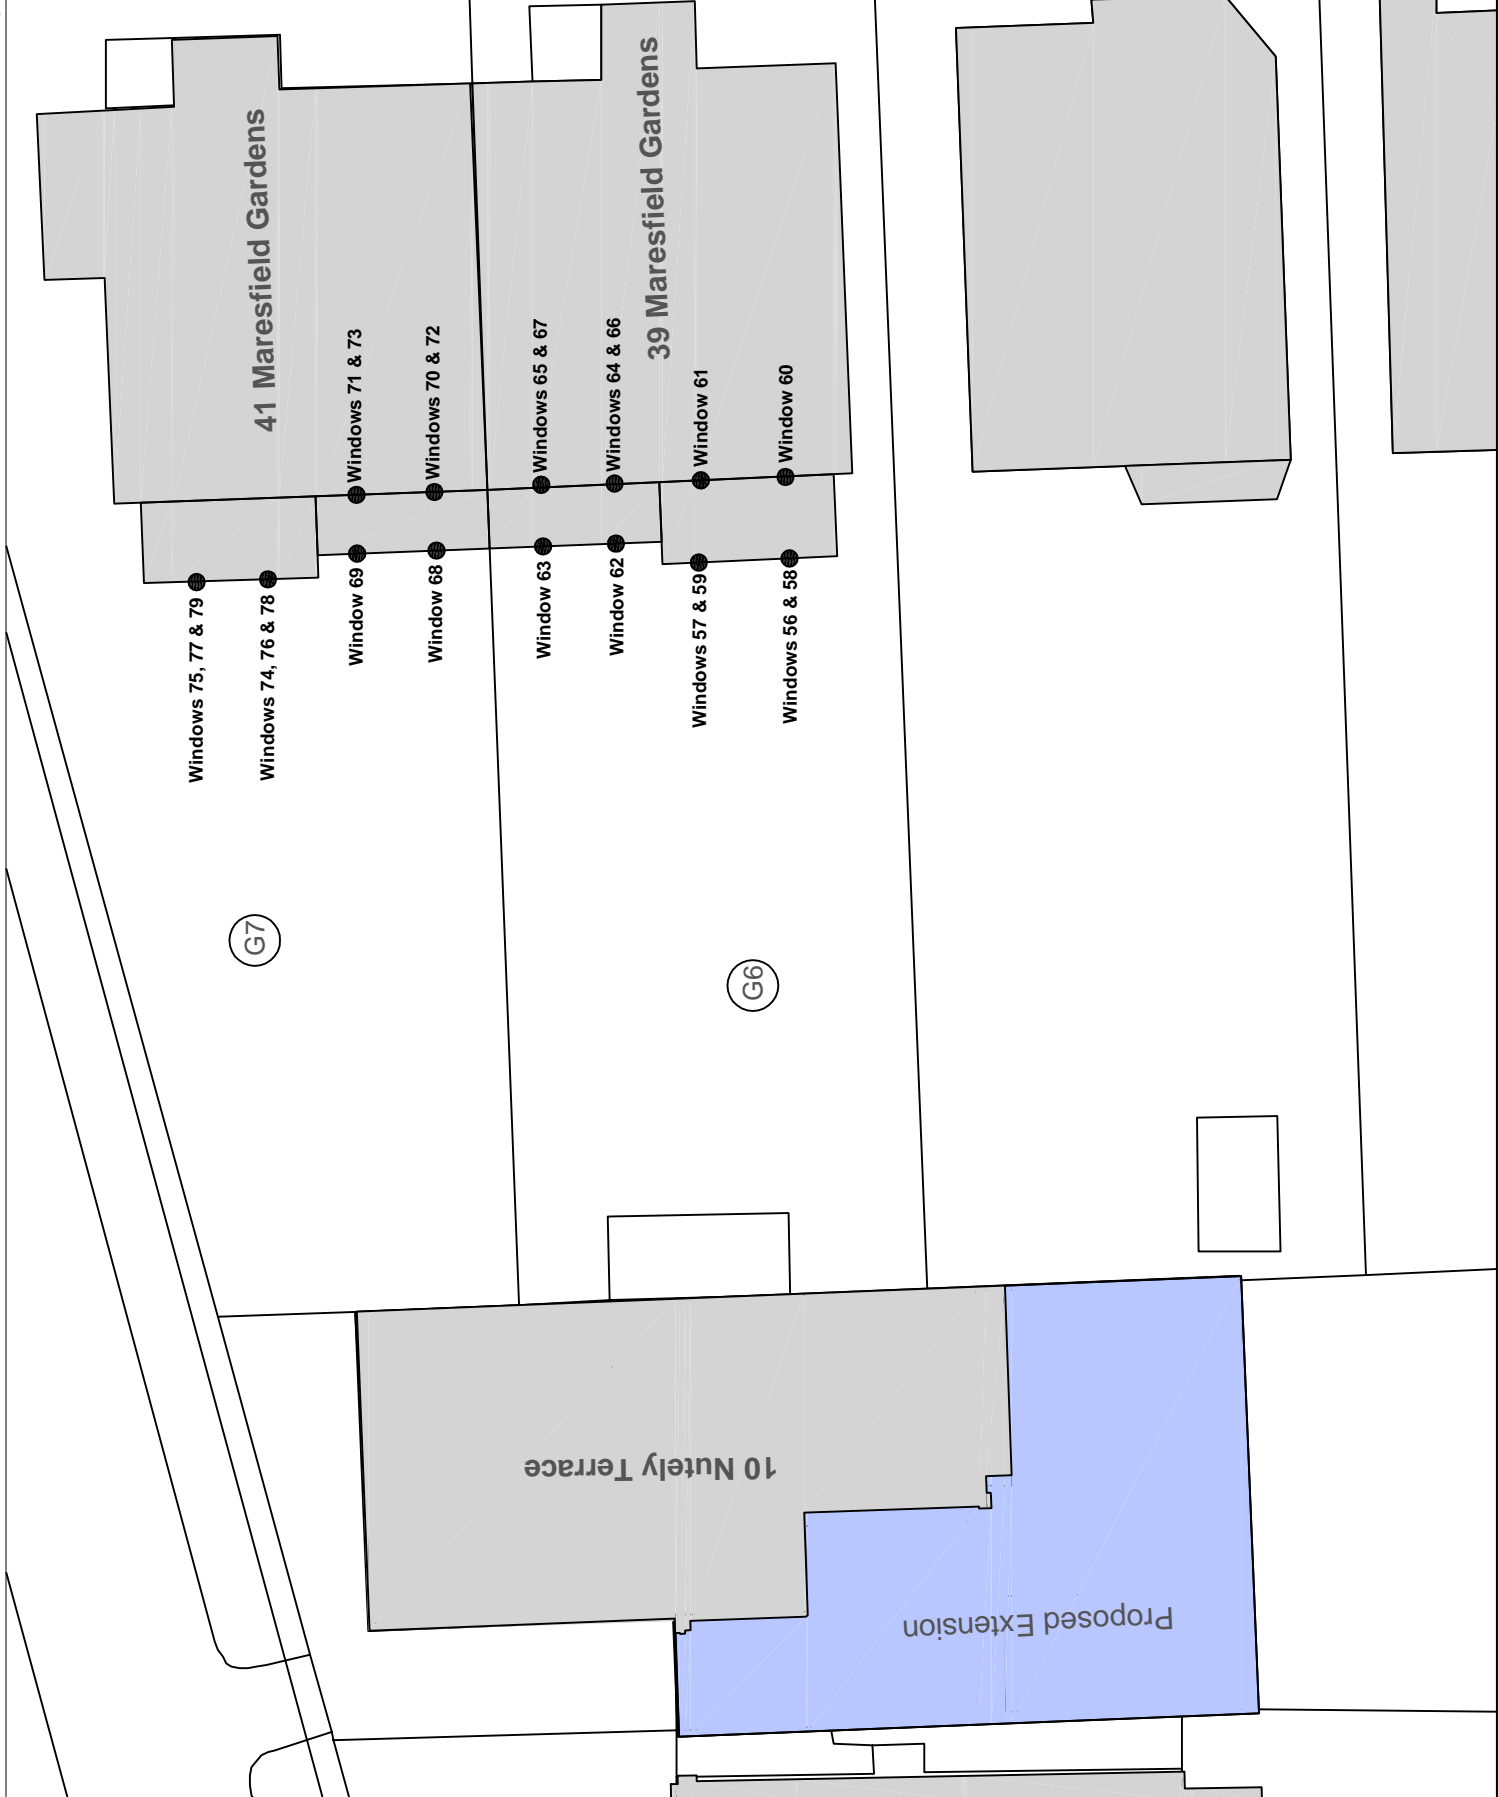 41 Maresfield Gardens
39 Maresfield Gardens
Windows 71 & 73
Windows 70 & 72
Windows 65 & 67
Windows 64 & 66
Window 61
Window 60
Windows 75, 77 & 79
Windows 74, 76 & 78
Window 69
Window 68
Window 63
Window 62
Windows 57 & 59
Windows 56 & 58
G7
G6
10 Nutely Terrace
Proposed Extension